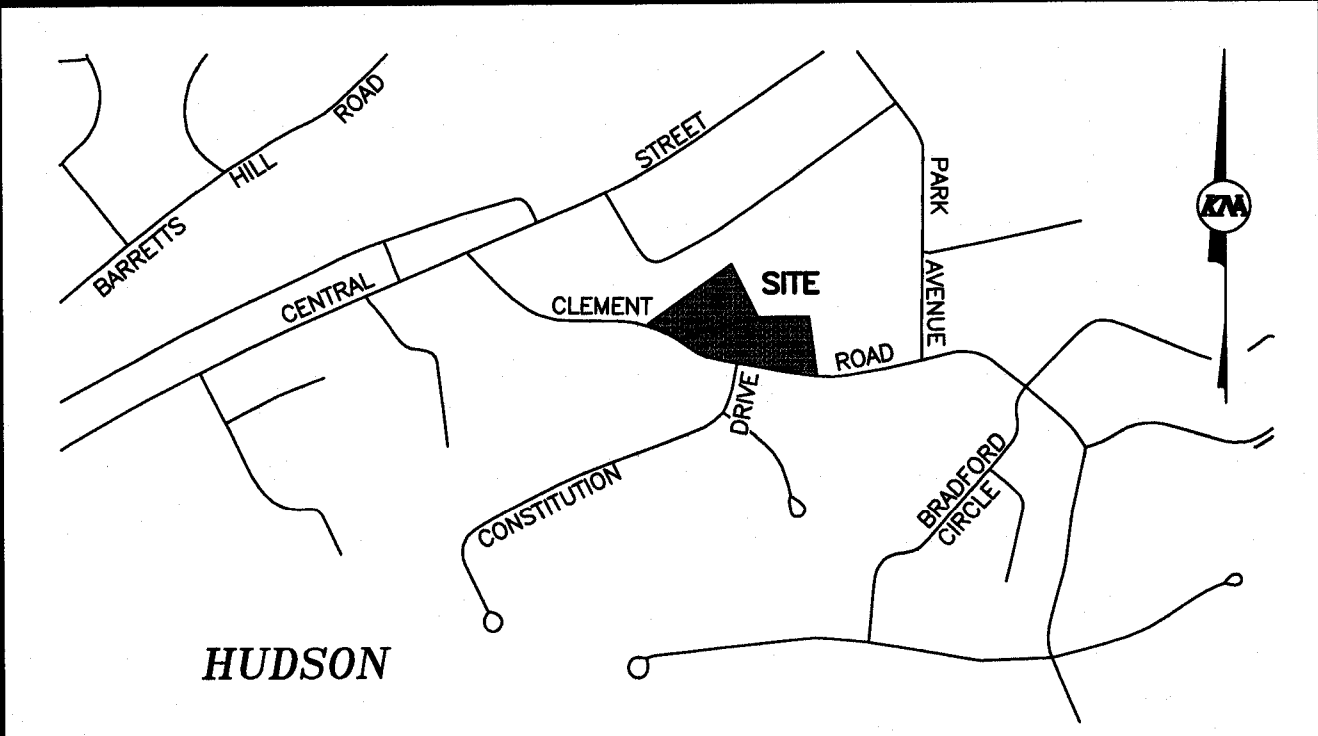 BARRETTS HILL ROAD
CENTRAL STREET
PARK AVENUE
KNA
SITE
CLEMENT ROAD
CONSTITUTION DRIVE
BRADFORD
CIRCLE
HUDSON